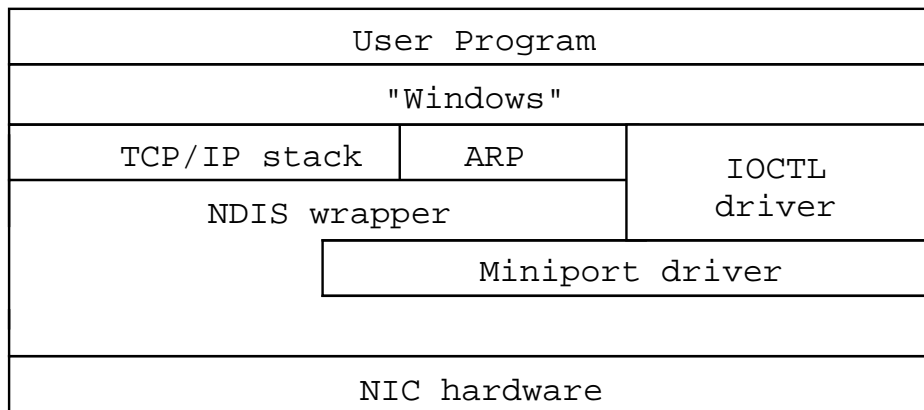 User Program
"Windows"
TCP/IP stack
ARP
IOCTL
driver
NDIS wrapper
Miniport driver
NIC hardware